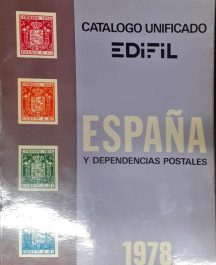 CATALOGO UNIFICADO
EDIFIL
ESPAÑA
Y DEPENDENCIAS POSTALES
1978